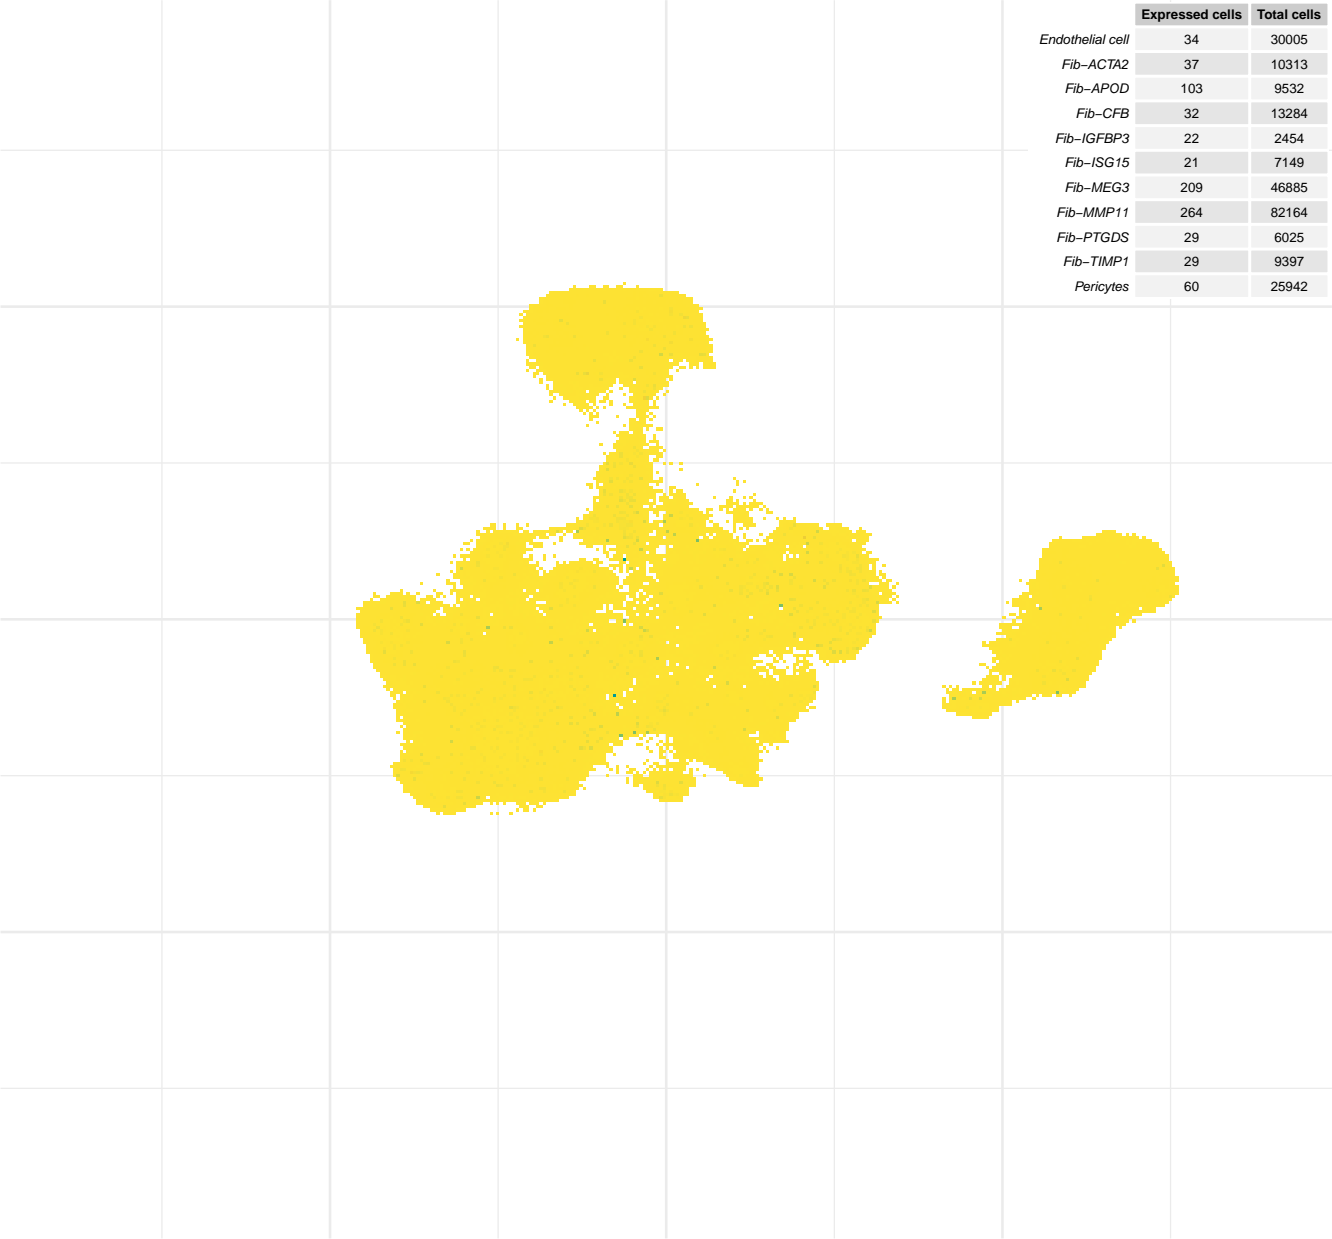 Expressed cells Total cells
Endothelial cell 34 30005
Fib−ACTA2 37 10313
Fib−APOD 103 9532
Fib−CFB 32 13284
Fib−IGFBP3 22 2454
Fib−ISG15 21 7149
Fib−MEG3 209 46885
Fib−MMP11 264 82164
Fib−PTGDS 29 6025
Fib−TIMP1 29 9397
Pericytes 60 25942